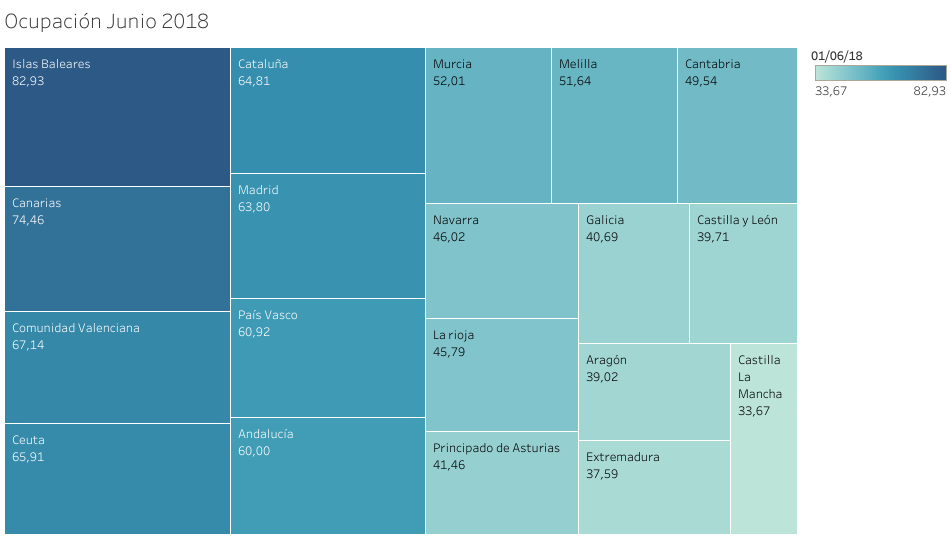 Ocupación Junio 2018
Islas Baleares
82,93
Canarias
74,46
Comunidad Valenciana
67,14
Ceuta
65,91
Cataluña
64,81
Madrid
63,80
País Vasco
60,92
Andalucía
60,00
Murcia
52,01
Melilla
51,64
Cantabria
49,54
Navarra
46,02
La rioja
45,79
Principado de Asturias
41,46
Galicia
40,69
Castilla y León
39,71
Aragón
39,02
Extremadura
37,59
Castilla
La
Mancha
33,67
01/06/18
33,67 82,93